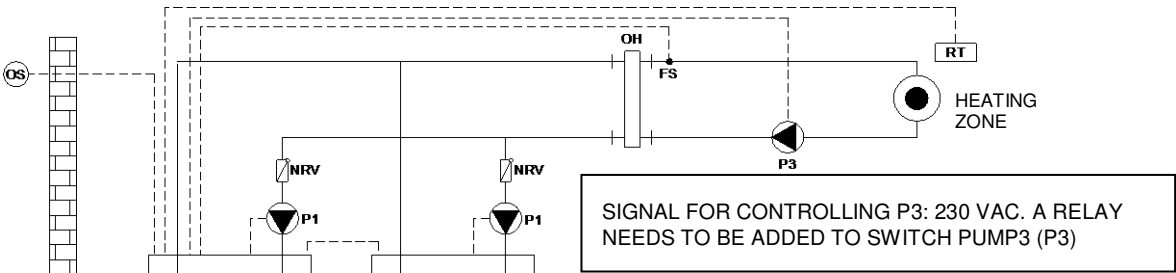 OH
RT
OS
FS
HEATING
ZONE
P3
NRV
NRV
P1
P1
SIGNAL FOR CONTROLLING P3: 230 VAC. A RELAY
NEEDS TO BE ADDED TO SWITCH PUMP3 (P3)